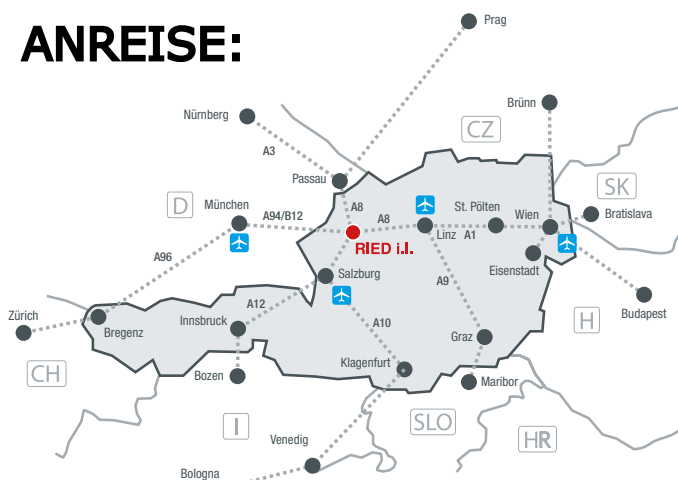 ANREISE:
Prag
Nürnberg
Brünn
CZ
A3
Passau
SK
D
München
A94/B12
A8
A8
St. Pölten
Wien
Bratislava
Linz
A1
RIED i.I.
A96
Eisenstadt
Salzburg
A9
A12
Zürich
Bregenz
Innsbruck
A10
Graz
H
Budapest
CH
Bozen
Klagenfurt
Maribor
I
SLO
HR
Venedig
Bologna